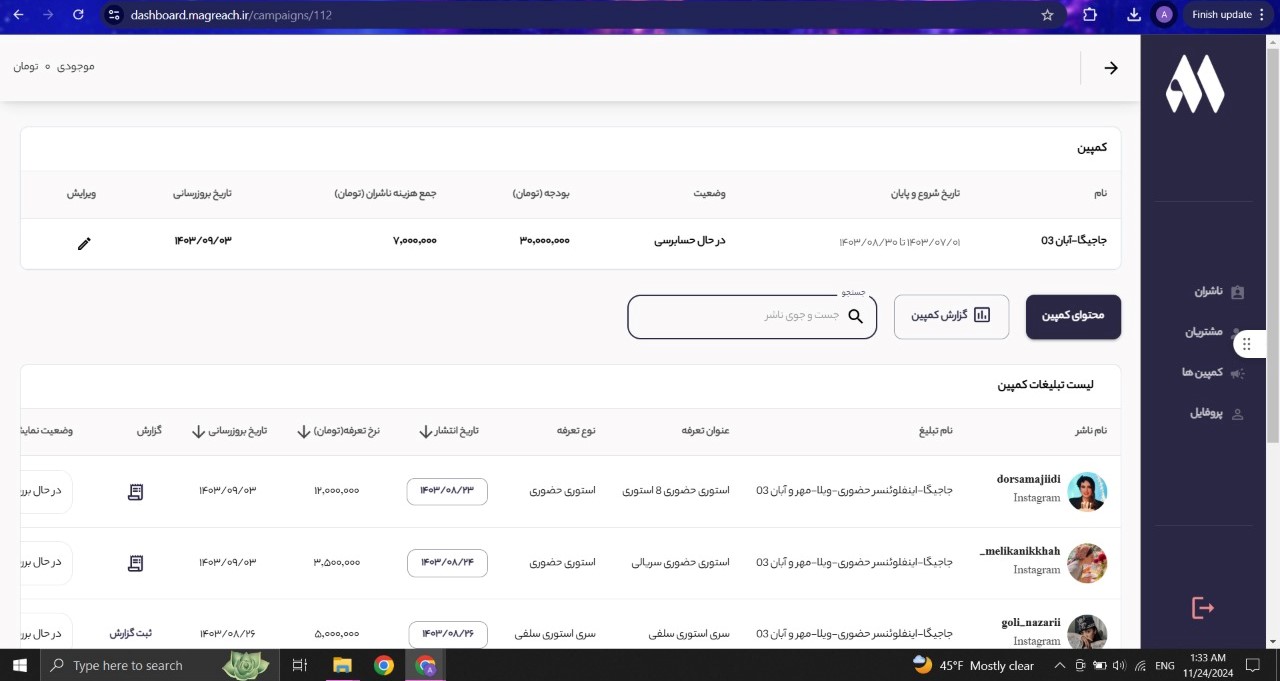 dashboard.magreach.ir/campaigns/112
A
Finish update
موجودی ۰ تومان
کمپین
نام
تاریخ شروع و پایان
وضعیت
بودجه (تومان)
جمع هزینه ناشران (تومان)
تاریخ بروزرسانی
ویرایش
جاجیگا-آبان 03
۱۴۰۳/۰۷/۰۱ تا ۱۴۰۳/۰۸/۳۰
در حال حسابرسی
۳۰,۰۰۰,۰۰۰
۷,۰۰۰,۰۰۰
۱۴۰۳/۰۹/۰۳
محتوای کمپین
گزارش کمپین
جستجو
جست و جوی ناشر
ناشران
مشتریان
کمپین ها
پروفایل
لیست تبلیغات کمپین
نام ناشر
نام تبلیغ
عنوان تعرفه
نوع تعرفه
تاریخ انتشار
نرخ تعرفه(تومان)
تاریخ بروزرسانی
گزارش
وضعیت نمایش
dorsamajiidi
Instagram
جاجیگا-اینفلوئنسر حضوری-ویلا-مهر و آبان 03
استوری حضوری 8 استوری
استوری حضوری
۱۴۰۳/۰۸/۲۳
۱۲,۰۰۰,۰۰۰
۱۴۰۳/۰۹/۰۳
در حال برر
_melikanikkhah
Instagram
جاجیگا-اینفلوئنسر حضوری-ویلا-مهر و آبان 03
استوری حضوری سریالی
استوری حضوری
۱۴۰۳/۰۸/۲۴
۳,۵۰۰,۰۰۰
۱۴۰۳/۰۹/۰۳
در حال برر
goli_nazarii
Instagram
جاجیگا-اینفلوئنسر حضوری-ویلا-مهر و آبان 03
سری استوری سلفی
سری استوری سلفی
۱۴۰۳/۰۸/۲۶
۵,۰۰۰,۰۰۰
۱۴۰۳/۰۸/۲۶
ثبت گزارش
در حال برر
Type here to search
45°F Mostly clear
ENG
1:33 AM
11/24/2024